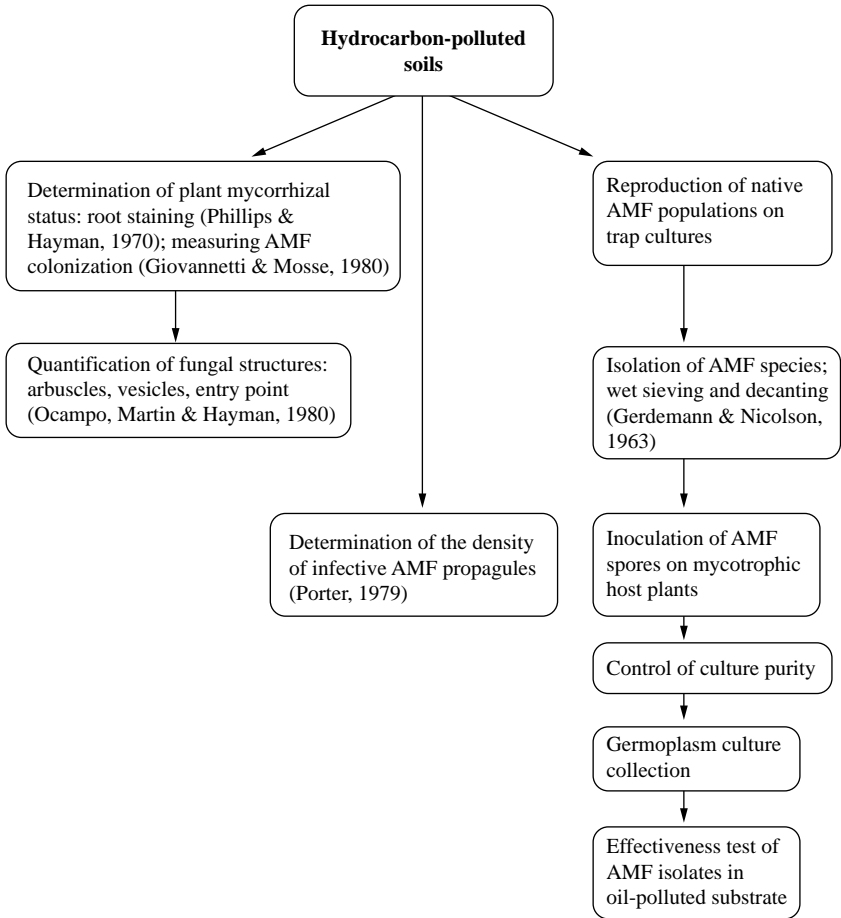 Hydrocarbon-polluted
soils
Determination of plant mycorrhizal
status: root staining (Phillips &
Hayman, 1970); measuring AMF
colonization (Giovannetti & Mosse, 1980)
Quantification of fungal structures:
arbuscles, vesicles, entry point
(Ocampo, Martin & Hayman, 1980)
Determination of the density
of infective AMF propagules
(Porter, 1979)
Reproduction of native
AMF populations on
trap cultures
Isolation of AMF species;
wet sieving and decanting
(Gerdemann & Nicolson,
1963)
Inoculation of AMF
spores on mycotrophic
host plants
Control of culture purity
Germoplasm culture
collection
Effectiveness test of
AMF isolates in
oil-polluted substrate